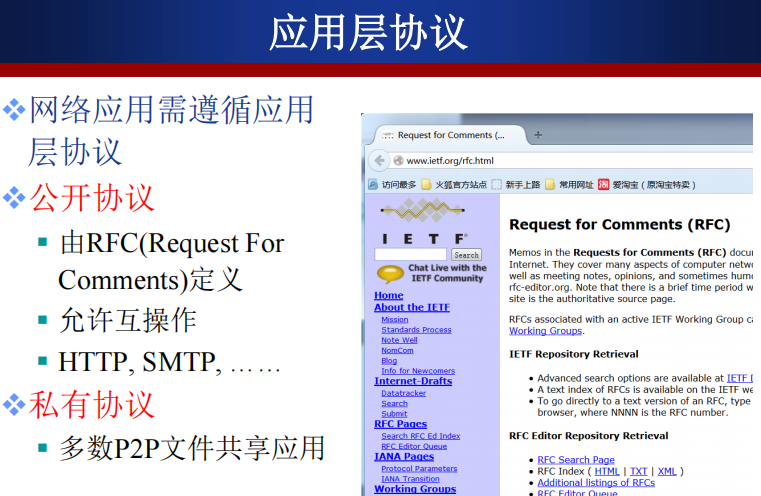 应用层协议
网络应用需遵循应用
层协议
公开协议
由RFC(Request For
Comments)定义
允许互操作
HTTP, SMTP, ……
私有协议
多数P2P文件共享应用
Request for Comments (...
www.ietf.org/rfc.html
访问最多 火狐官方站点 新手上路 常用网址 淘 爱淘宝（原淘宝特卖）
I E T F
Search
Chat Live with the
IETF Community
Home
About the IETF
Mission
Standards Process
Note Well
NomCom
Blog
Info for Newcomers
Internet-Drafts
Datatracker
Search
Submit
RFC Pages
Search RFC Ed Index
RFC Editor Queue
IANA Pages
Protocol Parameters
IANA Transition
Working Groups
Request for Comments (RFC)
Memos in the Requests for Comments (RFC)
Internet. They cover many aspects of computer
well as meeting notes, opinions, and sometimes
rfc-editor.org. Note that there is a brief time period
site is the authoritative source page.
RFCs associated with an active IETF Working Group
Working Groups.
IETF Repository Retrieval
Advanced search options are available at IETF
A text index of RFCs is available on the IETF
To go directly to a text version of an RFC, type
browser, where NNNN is the RFC number.
RFC Editor Repository Retrieval
RFC Search Page
RFC Index ( HTML | TXT | XML )
Additional listings of RFCs
RFC Editor Queue